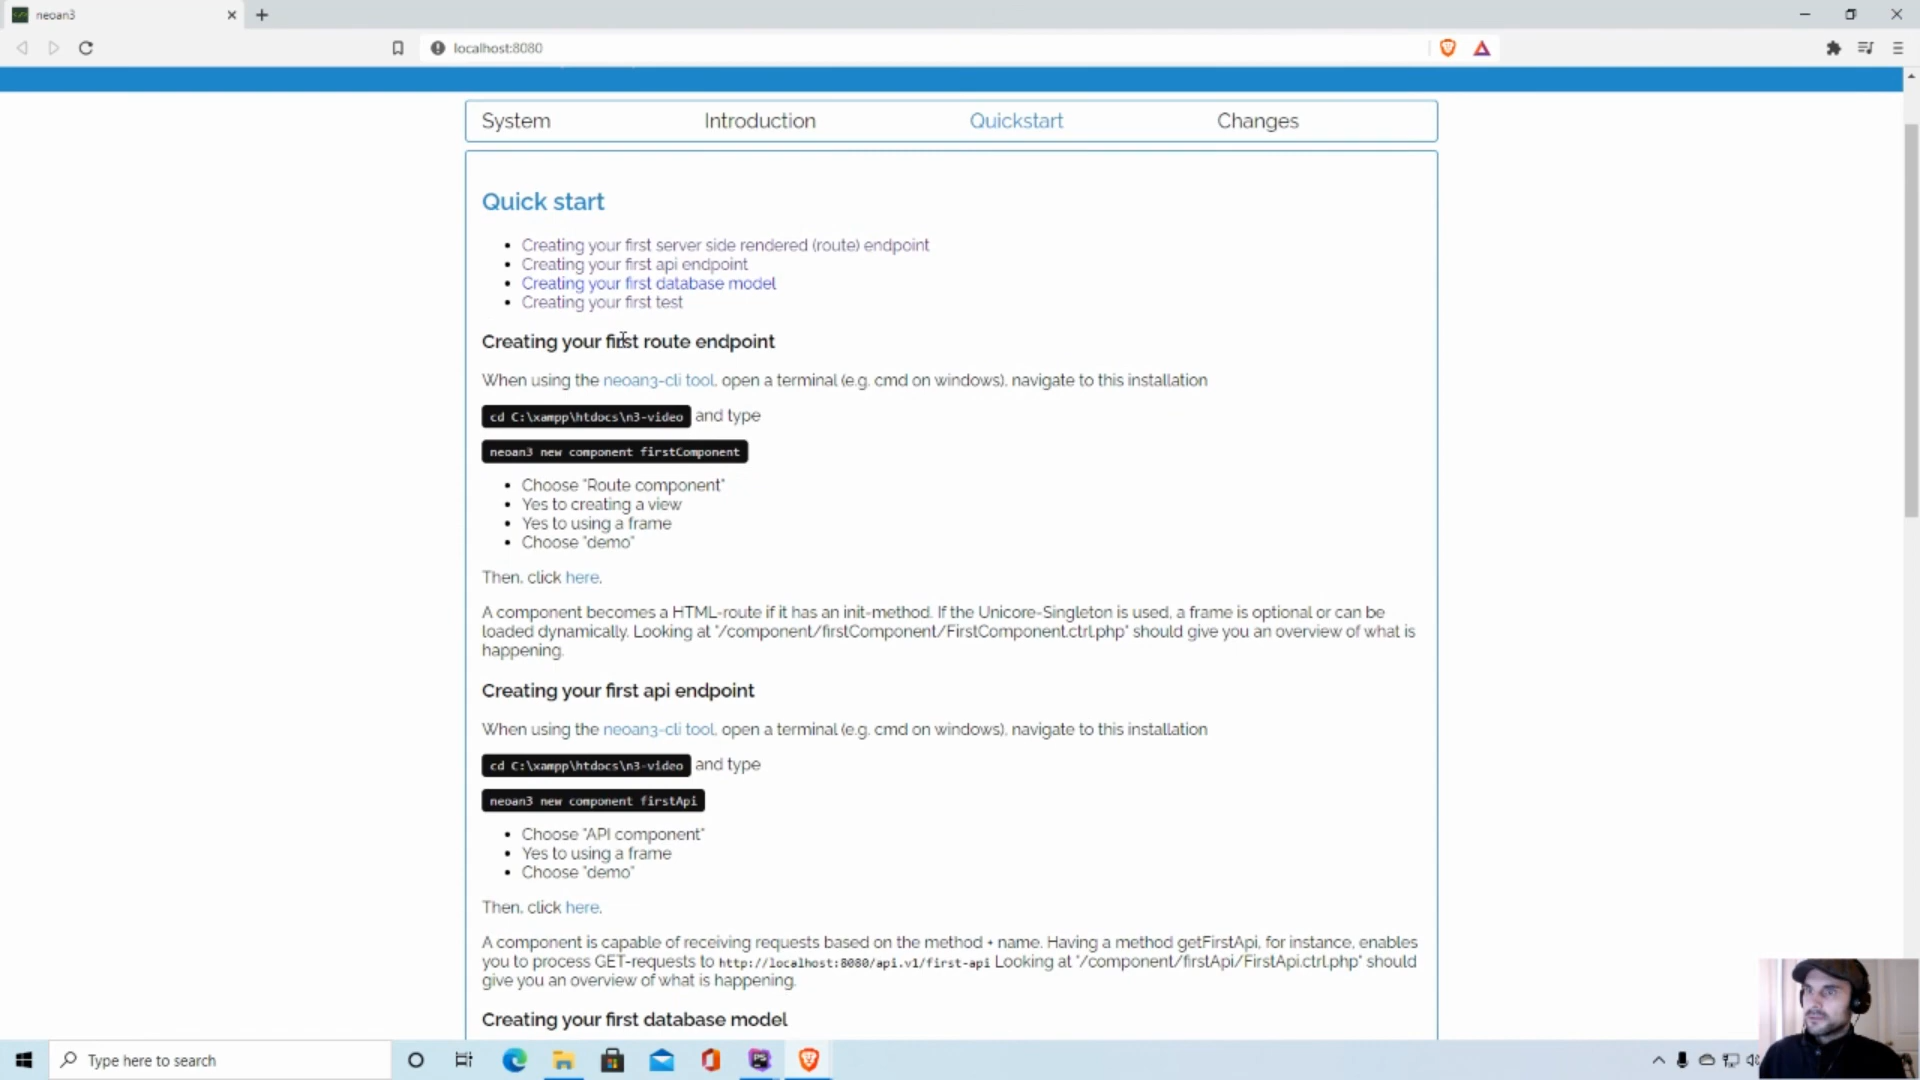 neoan3
localhost:8080
System Introduction Quickstart Changes
Quick start
• Creating your first server side rendered (route) endpoint
• Creating your first api endpoint
• Creating your first database model
• Creating your first test
Creating your first route endpoint
When using the neoan3-cli tool, open a terminal (e.g. cmd on windows), navigate to this installation
cd C:\xampp\htdocs\n3-video and type
neoan3 new component firstComponent
• Choose "Route component"
• Yes to creating a view
• Yes to using a frame
• Choose "demo"
Then, click here.
A component becomes a HTML-route if it has an init-method. If the Unicore-Singleton is used, a frame is optional or can be
loaded dynamically. Looking at "/component/firstComponent/FirstComponent.ctrl.php" should give you an overview of what is
happening.
Creating your first api endpoint
When using the neoan3-cli tool, open a terminal (e.g. cmd on windows), navigate to this installation
cd C:\xampp\htdocs\n3-video and type
neoan3 new component firstApi
• Choose "API component"
• Yes to using a frame
• Choose "demo"
Then, click here.
A component is capable of receiving requests based on the method + name. Having a method getFirstApi, for instance, enables
you to process GET-requests to http://localhost:8080/api.v1/first-api Looking at "/component/firstApi/FirstApi.ctrl.php" should
give you an overview of what is happening.
Creating your first database model
Type here to search